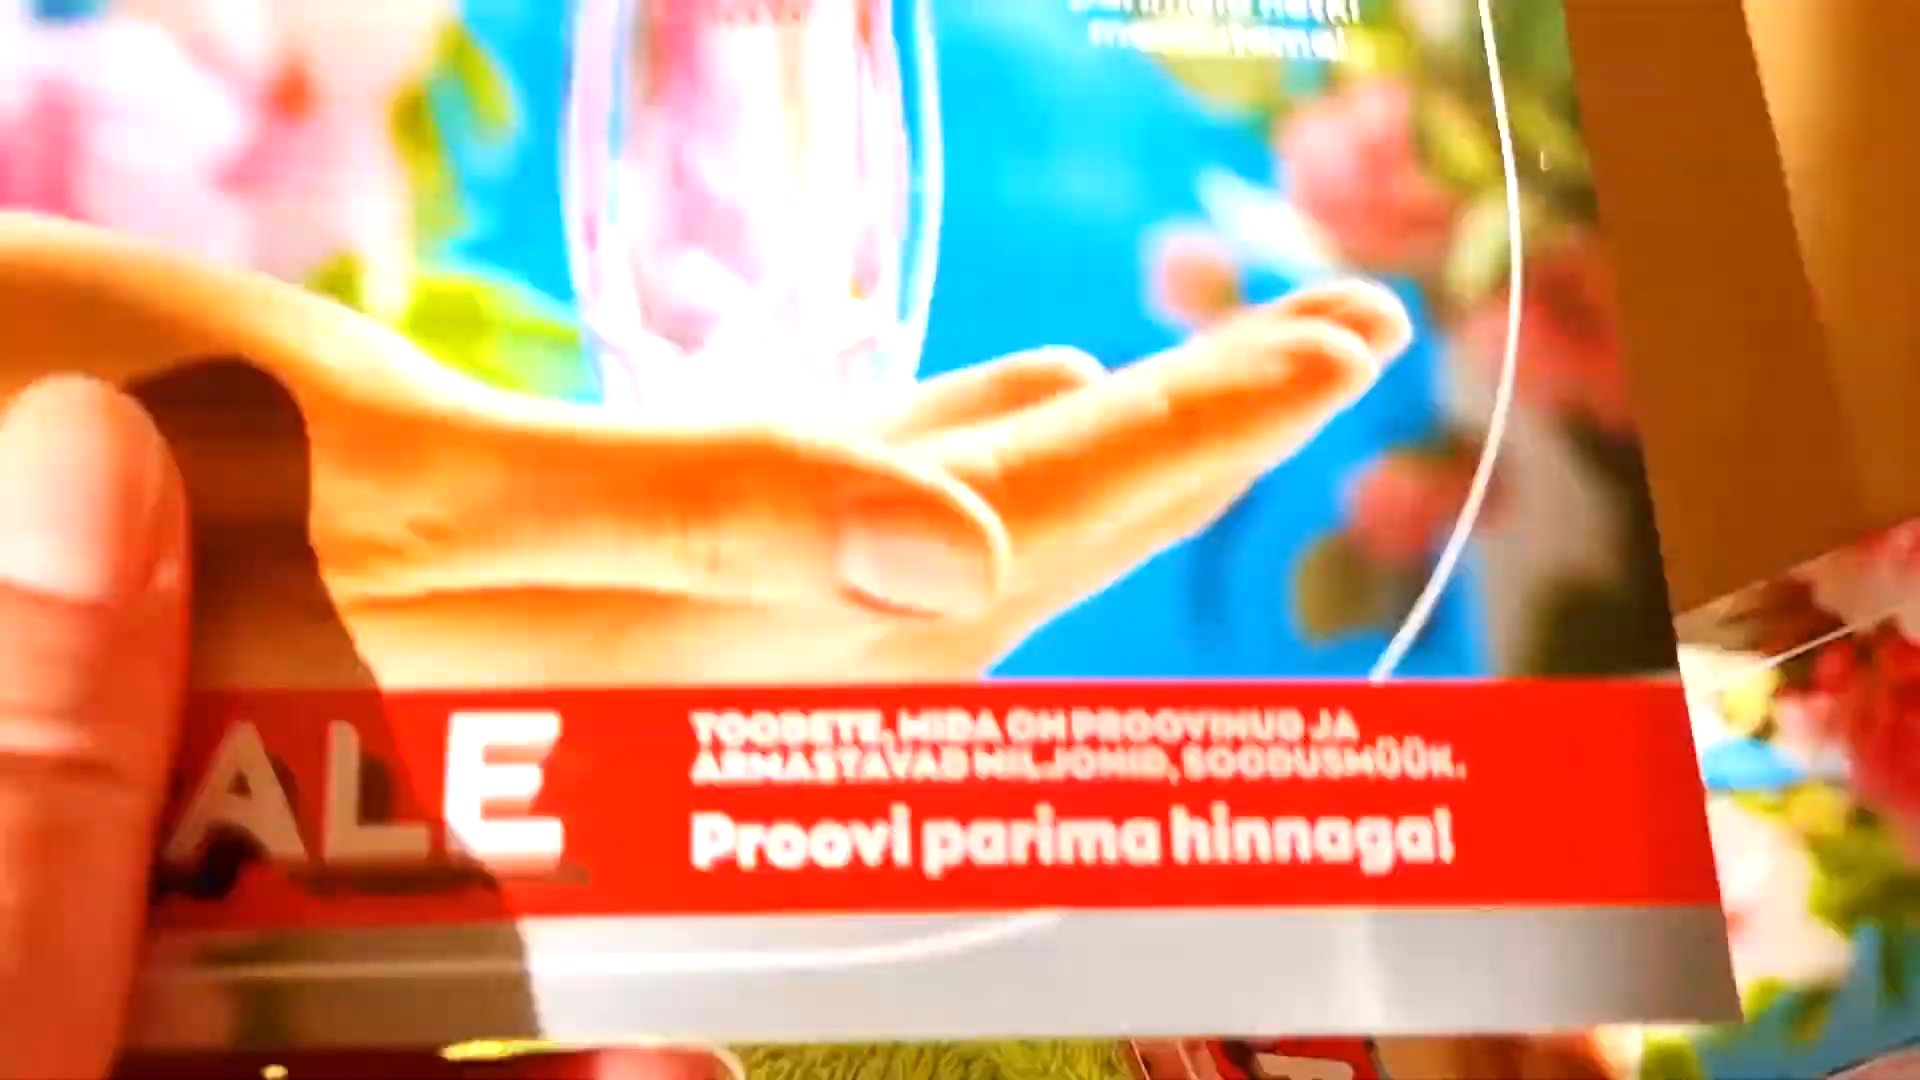 ALE
TOODETE, MIDA ON PROOVINUD JA
ARMASTAVAD MILJONID, SOODUSMÜÜK.
Proovi parima hinnaga!